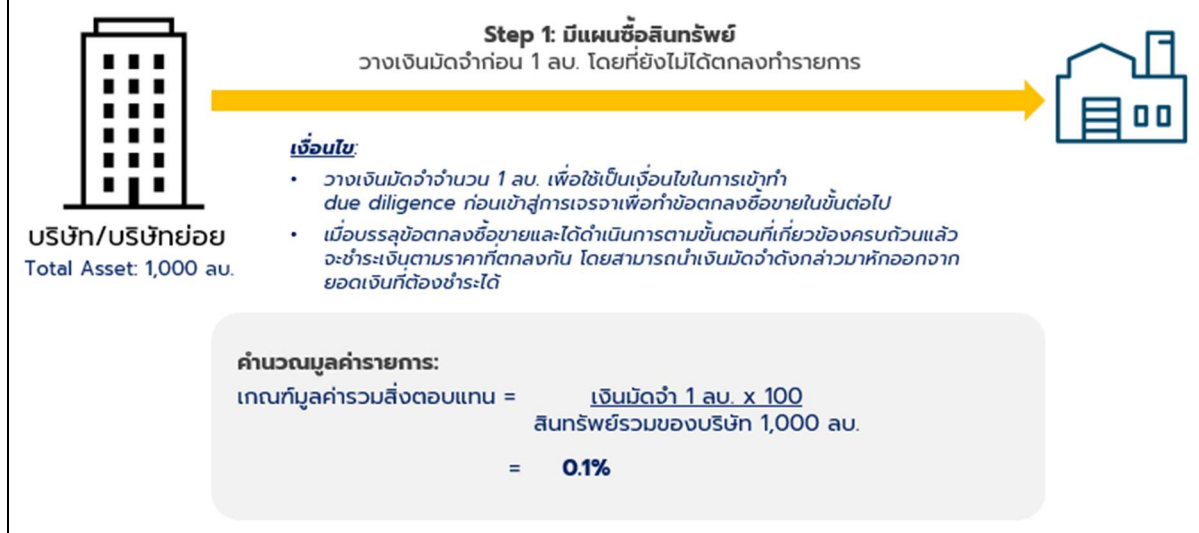 Step 1: มีแผนซื้อสินทรัพย์
วางเงินมัดจำก่อน 1 ลบ. โดยที่ยังไม่ได้ตกลงทำรายการ
เงื่อนไข:
• วางเงินมัดจำจำนวน 1 ลบ. เพื่อใช้เป็นเงื่อนไขในการเข้าทำ
due diligence ก่อนเข้าสู่การเจรจาเพื่อทำข้อตกลงซื้อขายในขั้นต่อไป
• เมื่อบรรลุข้อตกลงซื้อขายและได้ดำเนินการตามขั้นตอนที่เกี่ยวข้องครบถ้วนแล้ว
จะชำระเงินตามราคาที่ตกลงกัน โดยสามารถนำเงินมัดจำดังกล่าวมาหักออกจาก
ยอดเงินที่ต้องชำระได้
บริษัท/บริษัทย่อย
Total Asset: 1,000 ลบ.
คำนวณมูลค่ารายการ:
เกณฑ์มูลค่ารวมสิ่งตอบแทน = เงินมัดจำ 1 ลบ. x 100
สินทรัพย์รวมของบริษัท 1,000 ลบ.
= 0.1%